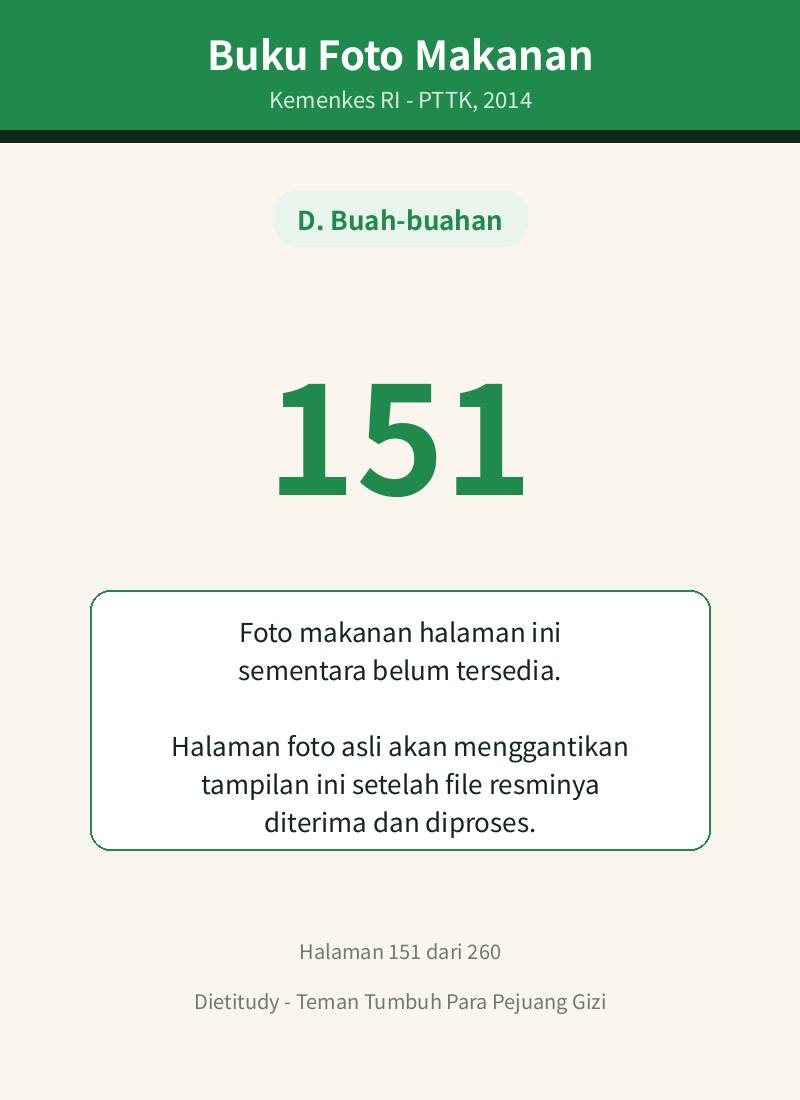 Buku Foto Makanan
Kemenkes RI - PTTK, 2014
D. Buah-buahan
151
Foto makanan halaman ini
sementara belum tersedia.
Halaman foto asli akan menggantikan
tampilan ini setelah file resminya
diterima dan diproses.
Halaman 151 dari 260
Dietitudy - Teman Tumbuh Para Pejuang Gizi